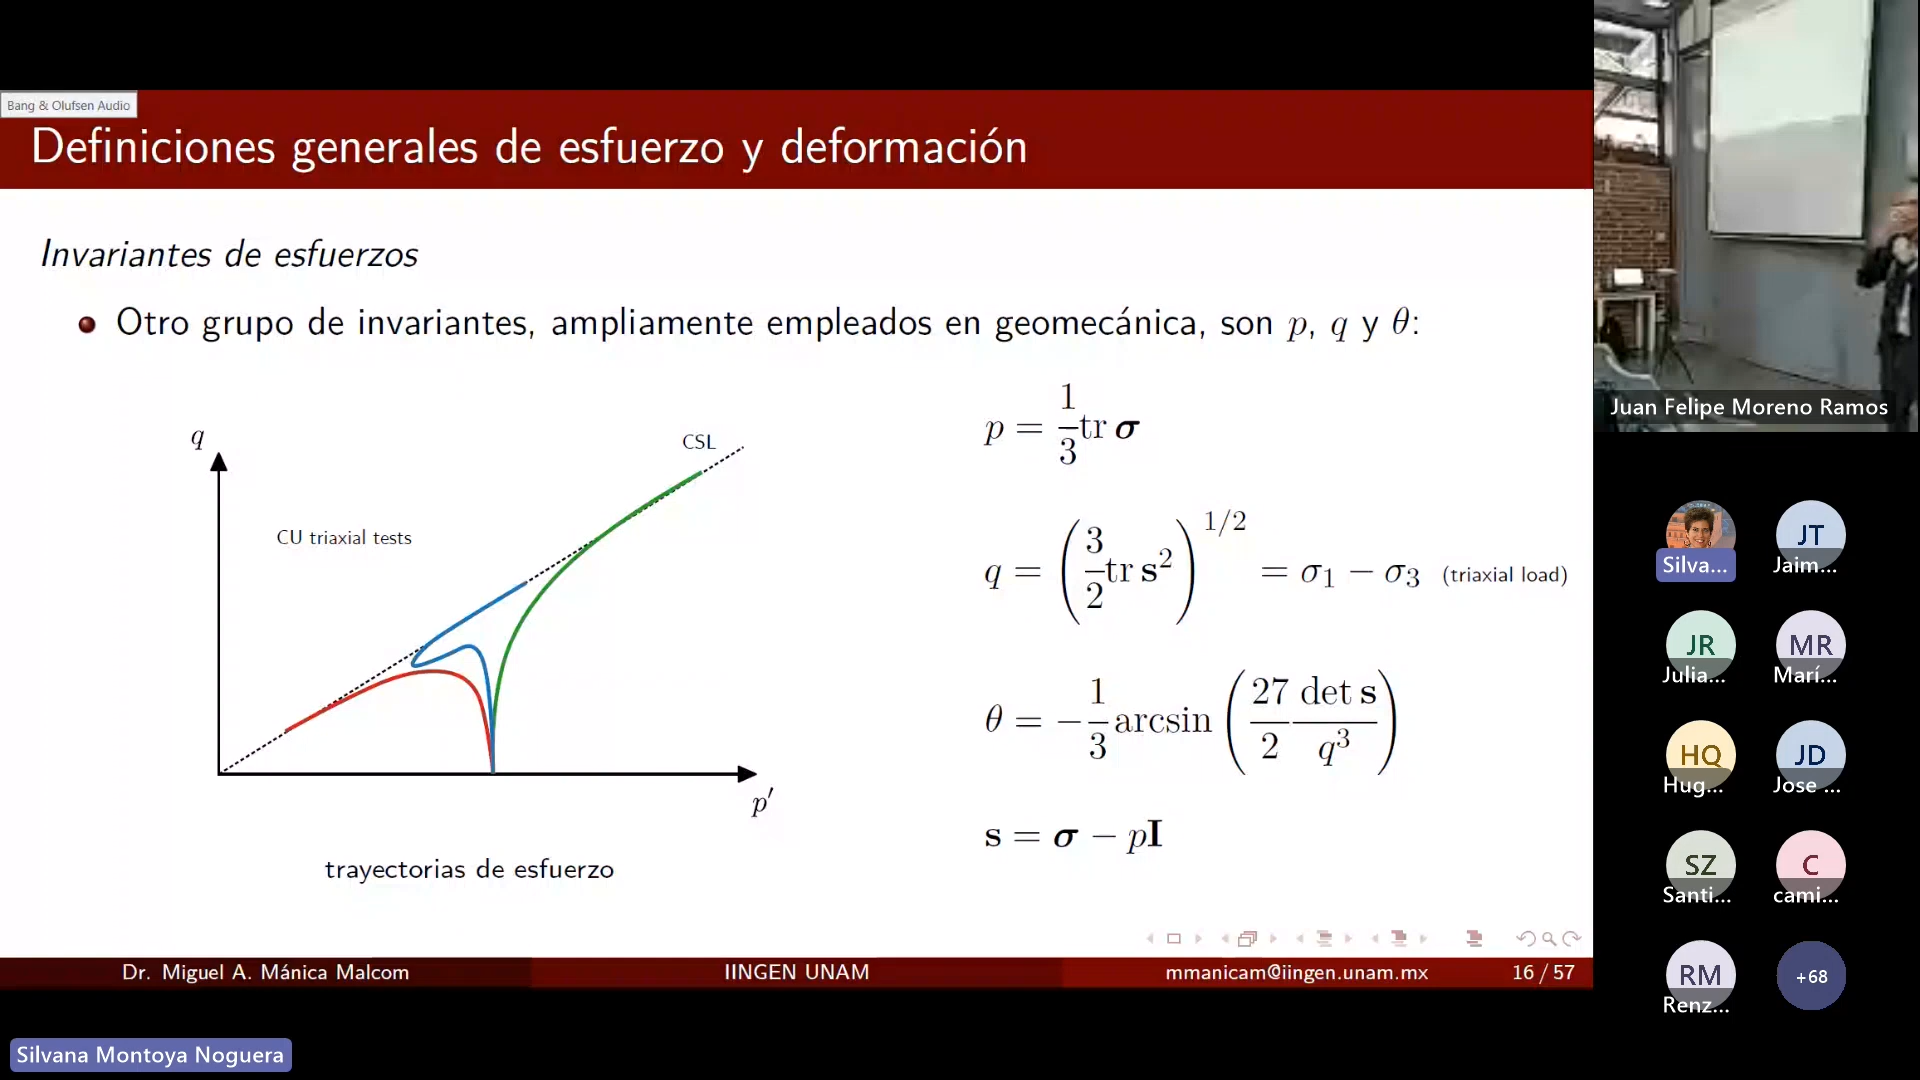 Bang & Olufsen Audio
Definiciones generales de esfuerzo y deformación
Invariantes de esfuerzos
Otro grupo de invariantes, ampliamente empleados en geomecánica, son p, q y θ:
q
CSL
CU triaxial tests
p′
trayectorias de esfuerzo
p = 1/3 tr σ
q = (3/2 tr s²)^1/2 = σ₁ − σ₃ (triaxial load)
θ = −1/3 arcsin (27/2 det s/q³)
s = σ − pI
Dr. Miguel A. Mánica Malcom
IINGEN UNAM
mmanicam@iingen.unam.mx
16 / 57
Silvana Montoya Noguera
Juan Felipe Moreno Ramos
Silva...
JT
Jaim...
JR
Julia...
MR
Marí...
HQ
Hug...
JD
Jose ...
SZ
Santi...
C
cami...
RM
Renz...
+68